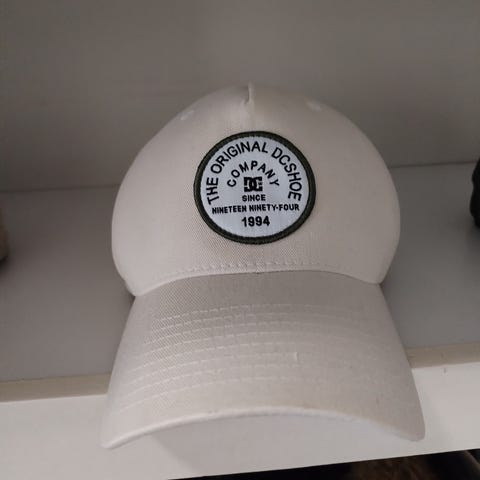 THE ORIGINAL DCSHOE
COMPANY
DC
SINCE
NINETEEN NINETY-FOUR
1994